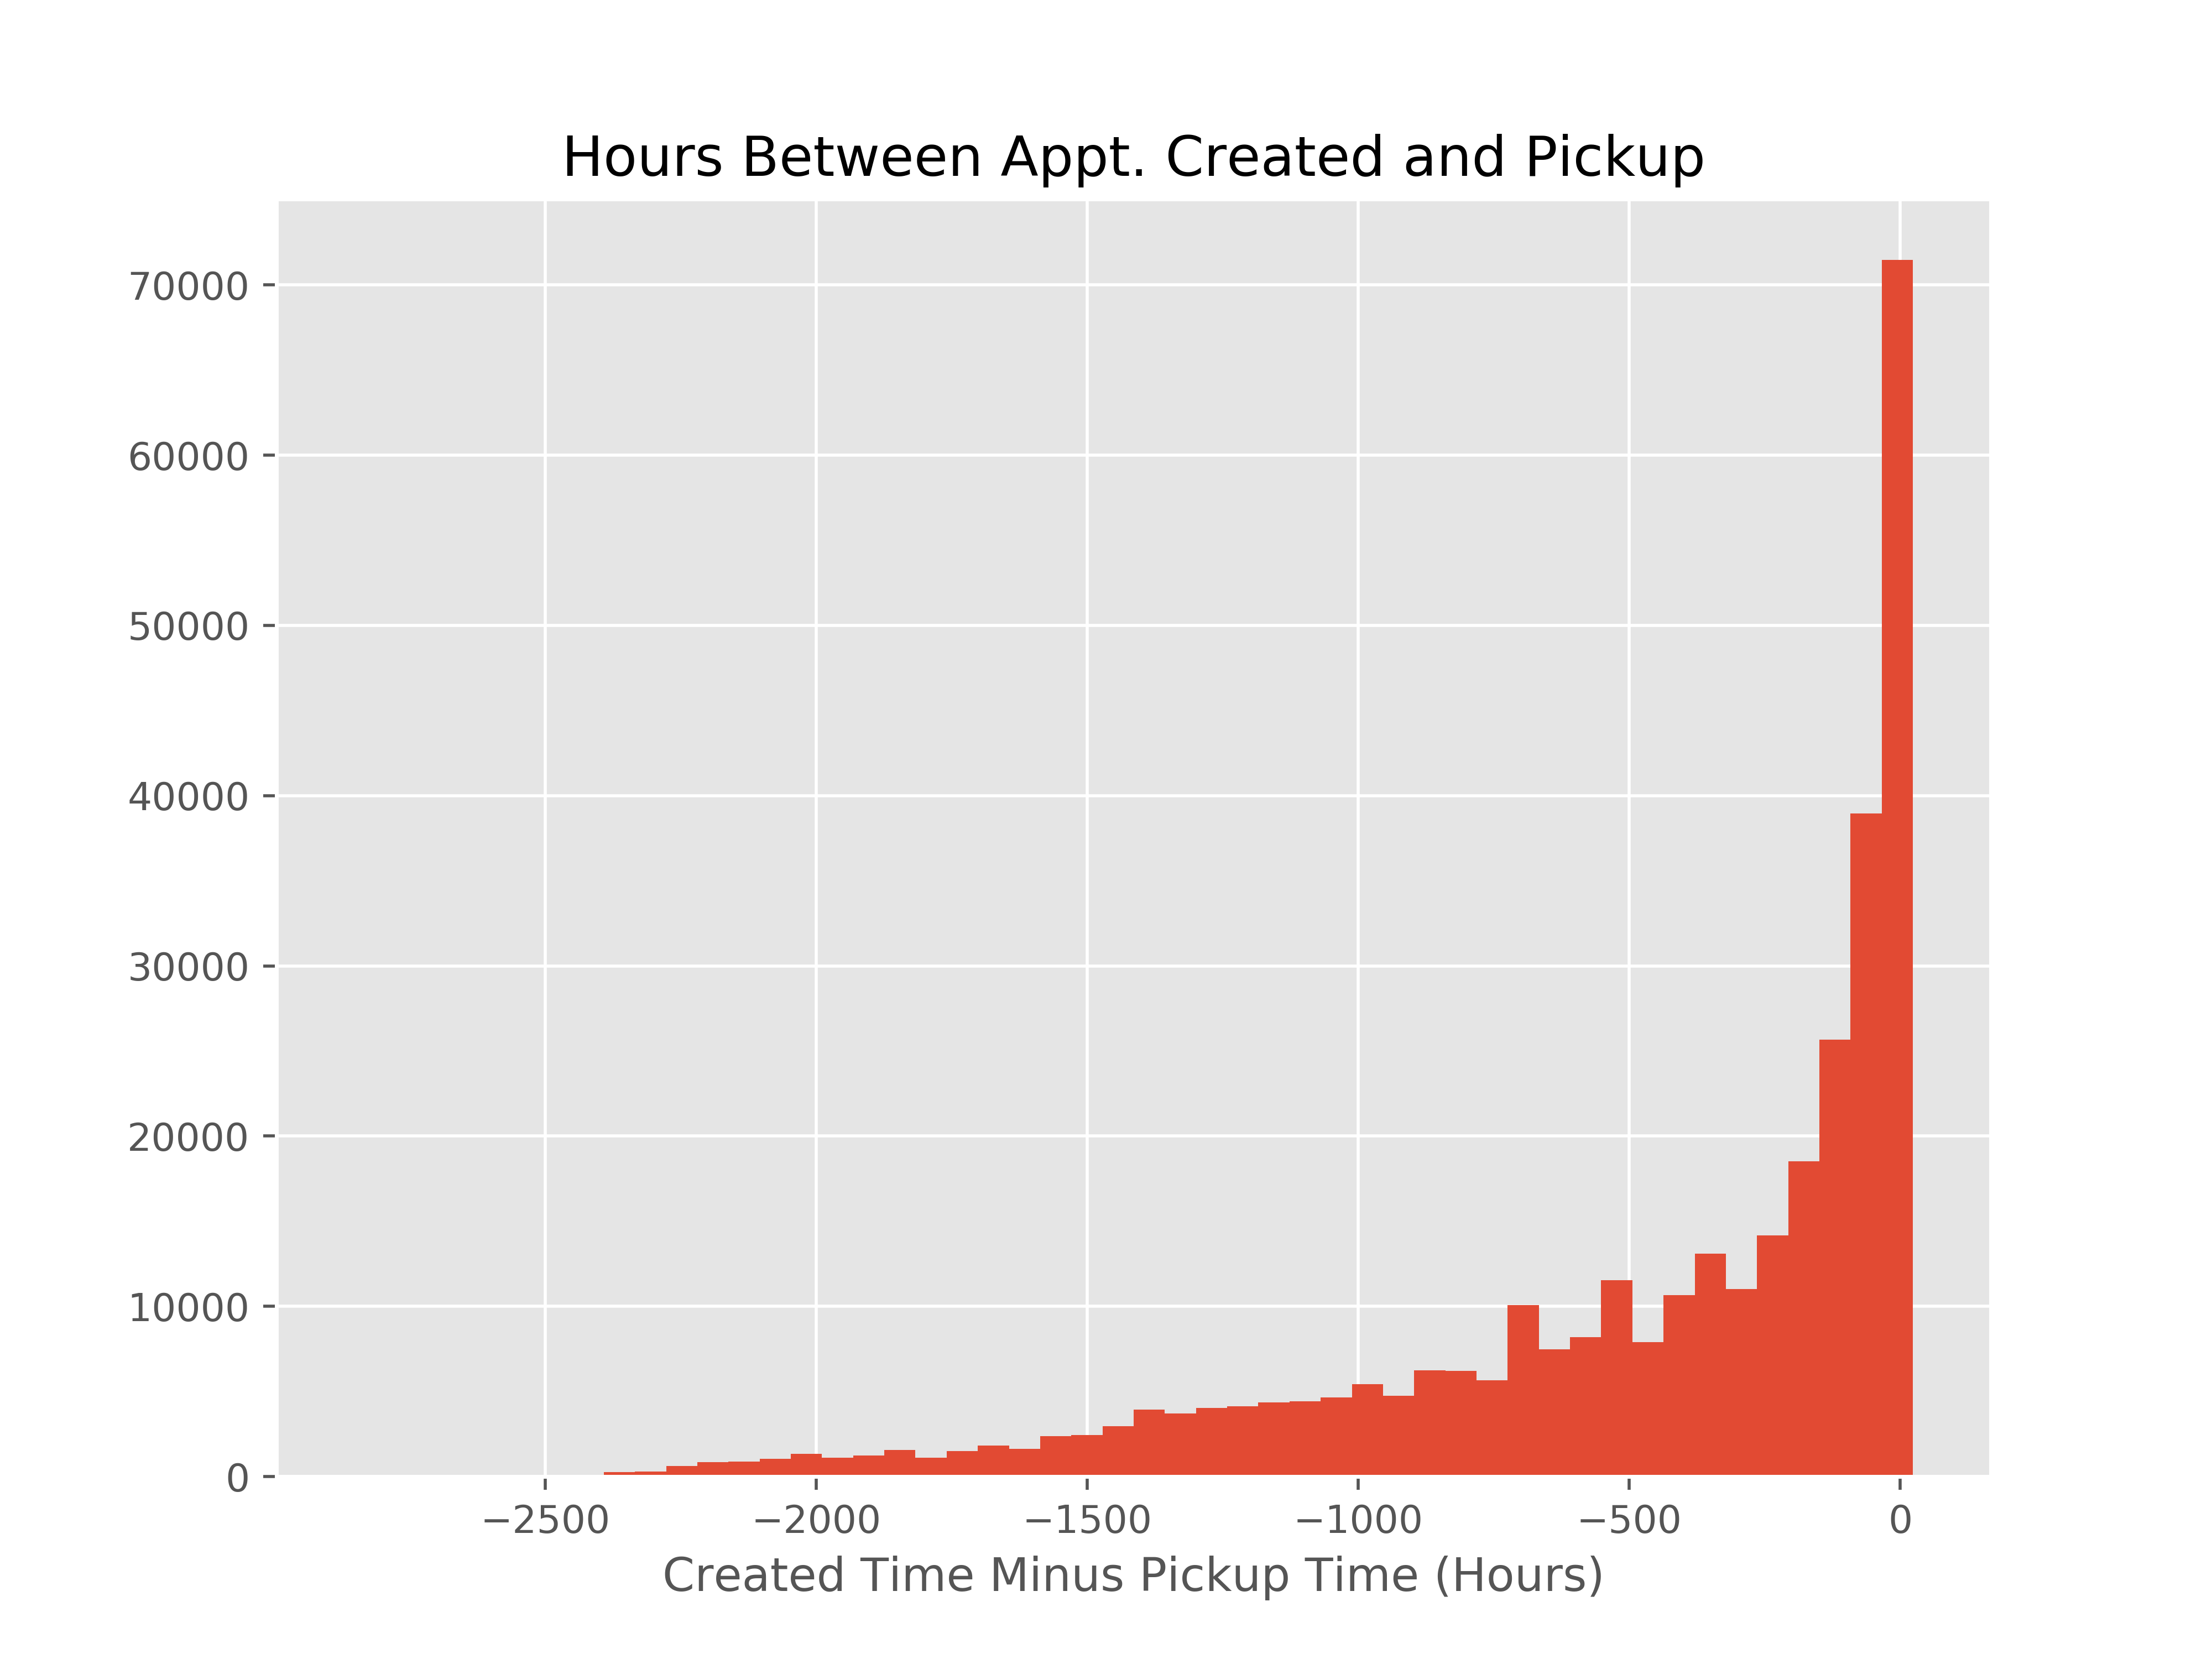 Hours Between Appt. Created and Pickup
70000
60000
50000
40000
30000
20000
10000
0
−2500 −2000 −1500 −1000 −500 0
Created Time Minus Pickup Time (Hours)